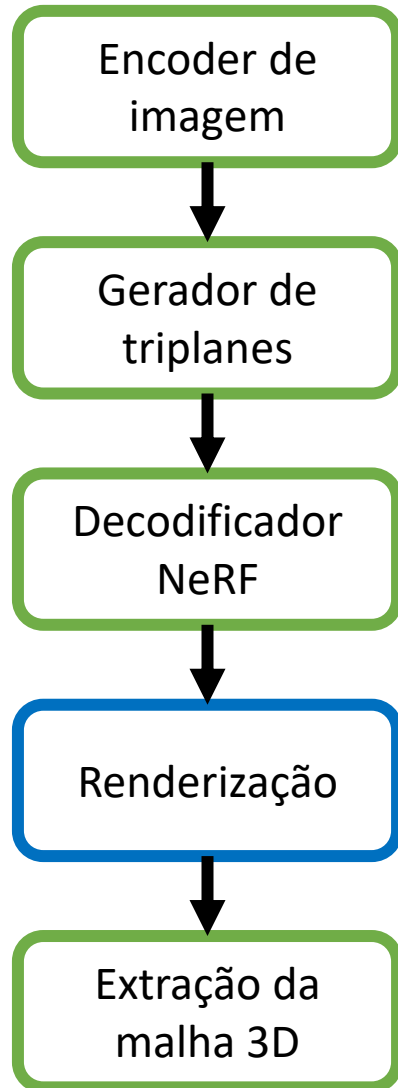 Encoder de
imagem
Gerador de
triplanes
Decodificador
NeRF
Renderização
Extração da
malha 3D